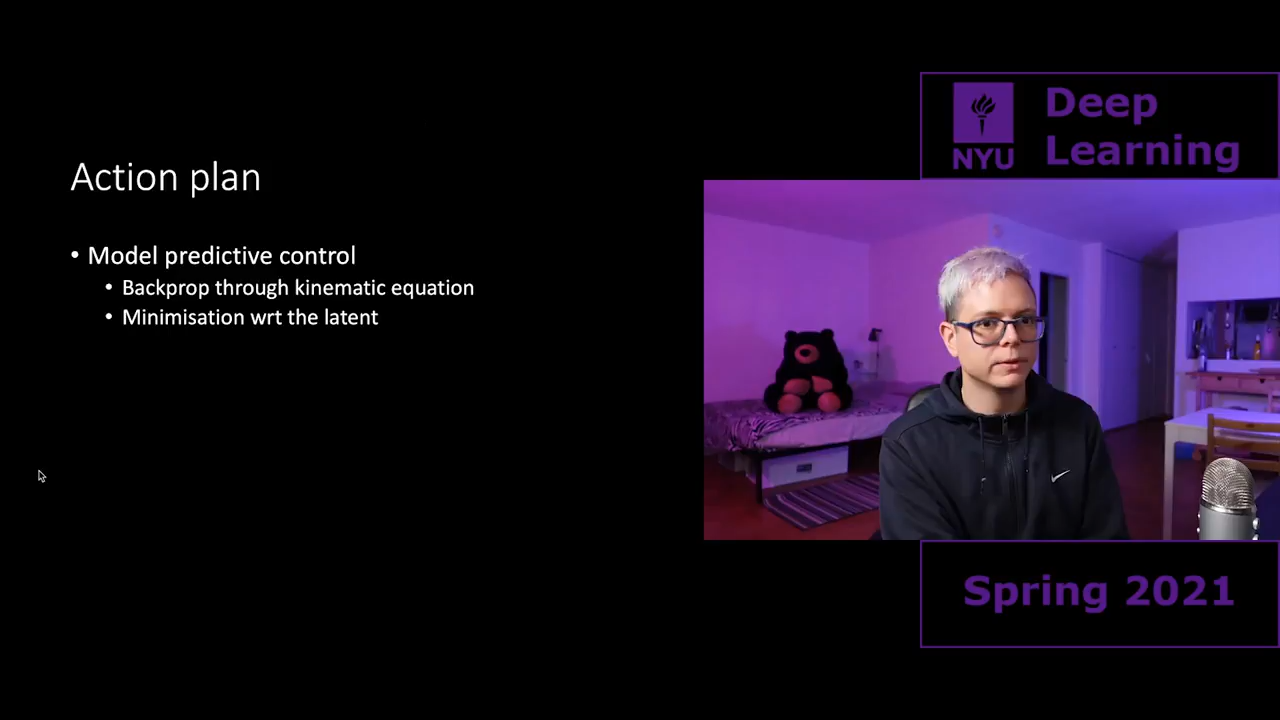 Action plan
• Model predictive control
• Backprop through kinematic equation
• Minimisation wrt the latent
NYU
Deep
Learning
Spring 2021